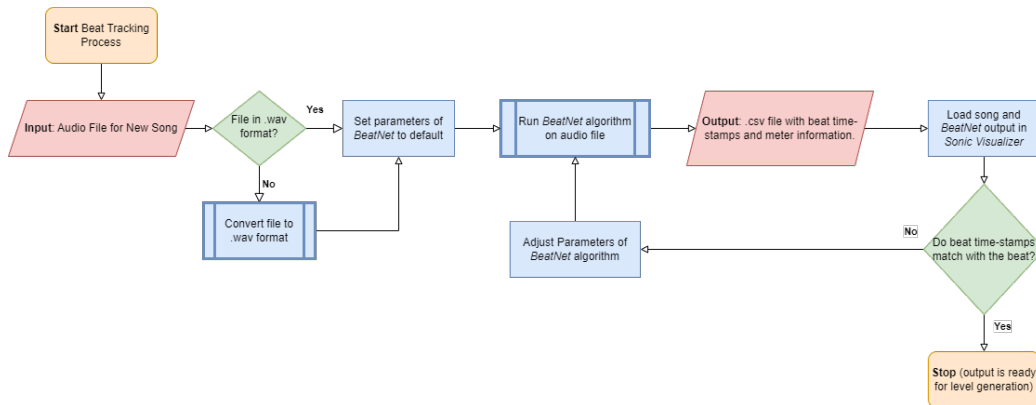 Start Beat Tracking
Process
Input: Audio File for New Song
File in .wav
format?
Yes
No
Convert file to
.wav format
Set parameters of
BeatNet to default
Run BeatNet algorithm
on audio file
Output: .csv file with beat time-
stamps and meter information.
Load song and
BeatNet output in
Sonic Visualizer
Do beat time-stamps
match with the beat?
No
Adjust Parameters of
BeatNet algorithm
Yes
Stop (output is ready
for level generation)